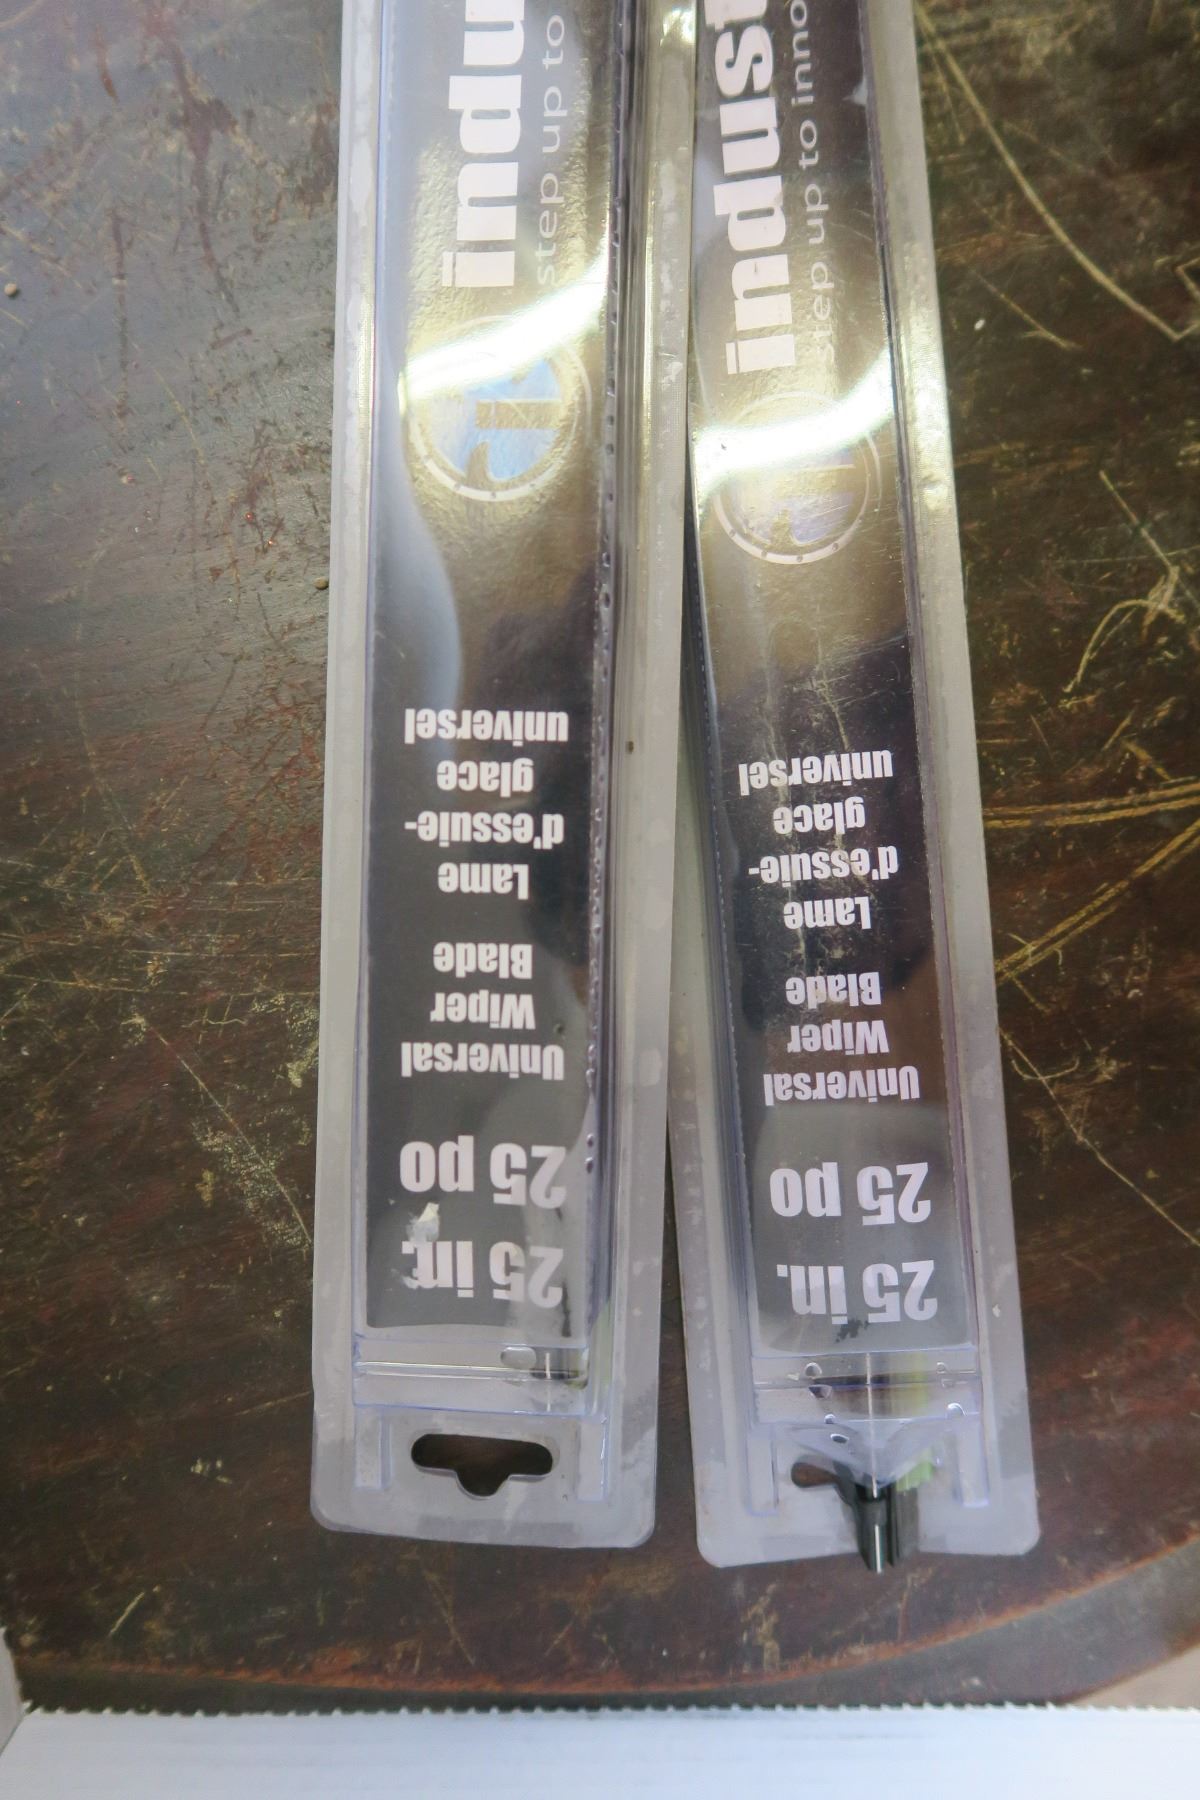 25 in.
25 po
Universal
Wiper
Blade
Lame
d'essuie-
glace
universel
indu
step up to
25 in.
25 po
Universal
Wiper
Blade
Lame
d'essuie-
glace
universel
indust
step up to inno